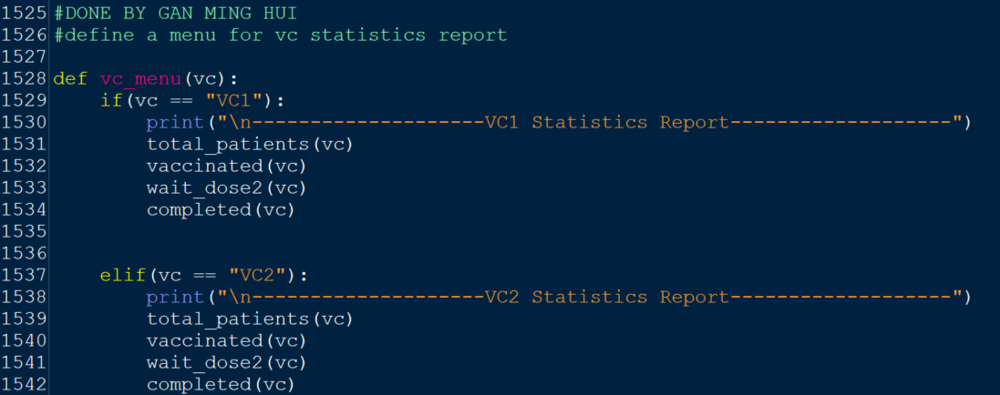 1525 #DONE BY GAN MING HUI
1526 #define a menu for vc statistics report
1527
1528 def vc_menu(vc):
1529     if(vc == "VC1"):
1530         print("\n--------------------VC1 Statistics Report-------------------")
1531         total_patients(vc)
1532         vaccinated(vc)
1533         wait_dose2(vc)
1534         completed(vc)
1535
1536
1537     elif(vc == "VC2"):
1538         print("\n--------------------VC2 Statistics Report-------------------")
1539         total_patients(vc)
1540         vaccinated(vc)
1541         wait_dose2(vc)
1542         completed(vc)